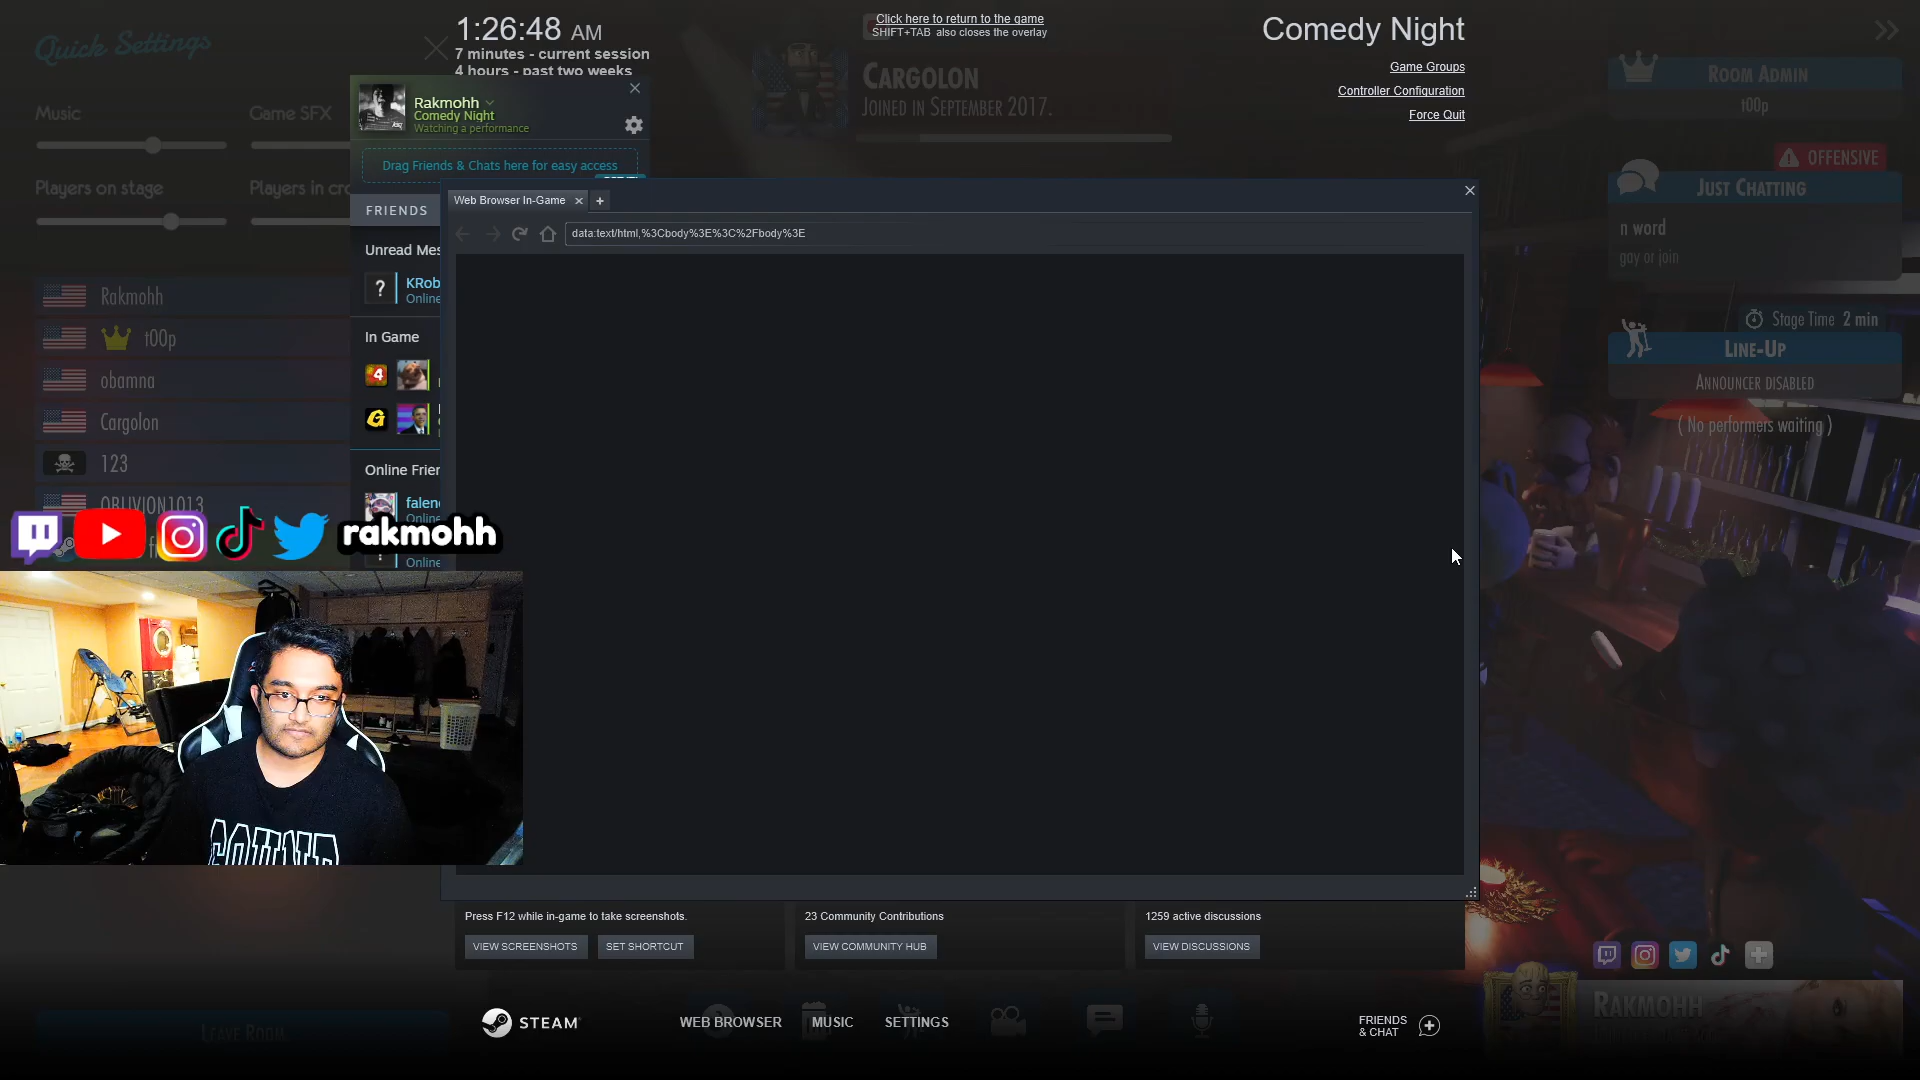 Quick Settings
Music
Game SFX
Players on stage
Players in cro
Rakmohh
t00p
obamna
Cargolon
123
OBLIVION1013
LEAVE ROOM
1:26:48 AM
7 minutes - current session
4 hours - past two weeks
Click here to return to the game
SHIFT+TAB also closes the overlay
Comedy Night
Game Groups
Controller Configuration
Force Quit
CARGOLON
JOINED IN SEPTEMBER 2017.
Rakmohh
Comedy Night
Watching a performance
Drag Friends & Chats here for easy access
FRIENDS
Unread Mes
KRob
Online
In Game
4
G
Online Frien
falen
Online
Online
Web Browser In-Game
data:text/html,%3Cbody%3E%3C%2Fbody%3E
rakmohh
ROOM ADMIN
t00p
OFFENSIVE
JUST CHATTING
n word
gay or join
Stage Time 2 min
LINE-UP
ANNOUNCER DISABLED
( No performers waiting )
Press F12 while in-game to take screenshots.
VIEW SCREENSHOTS
SET SHORTCUT
23 Community Contributions
VIEW COMMUNITY HUB
1259 active discussions
VIEW DISCUSSIONS
STEAM
WEB BROWSER
MUSIC
SETTINGS
FRIENDS
& CHAT
RAKMOHH